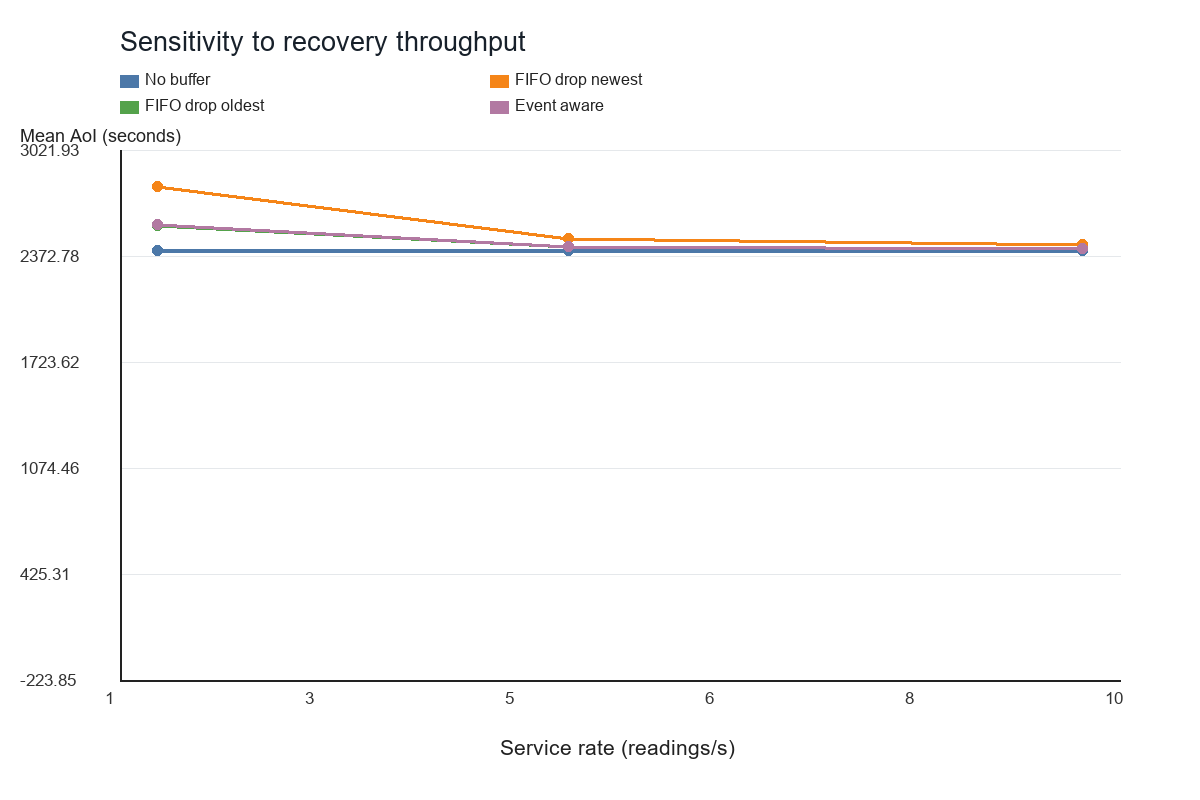 Sensitivity to recovery throughput
No buffer
FIFO drop newest
FIFO drop oldest
Event aware
Mean AoI (seconds)
3021.93
2372.78
1723.62
1074.46
425.31
-223.85
1 3 5 6 8 10
Service rate (readings/s)